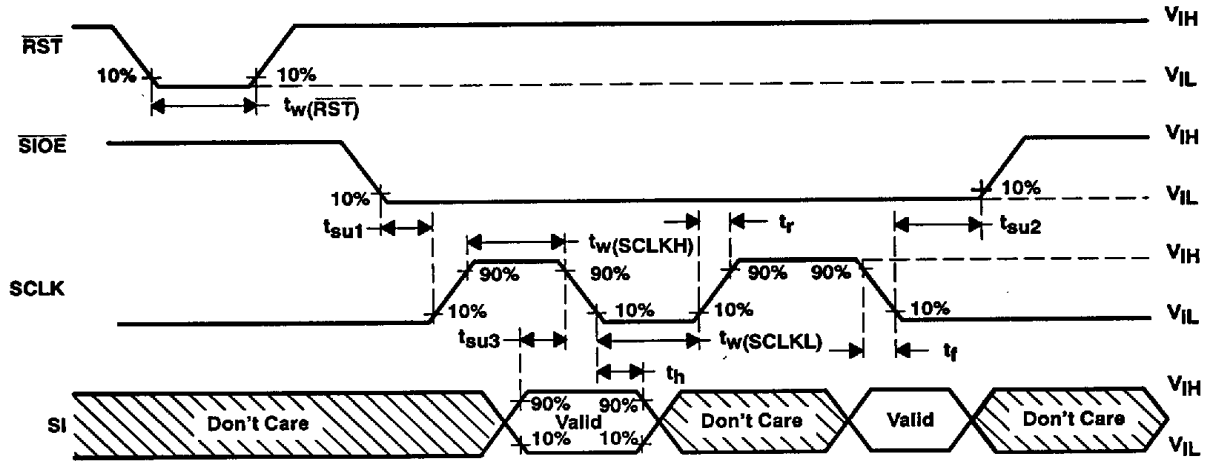 RST
10%
10%
tw(RST)
VIH
VIL
SIOE
10%
10%
VIH
VIL
tsu1
tw(SCLKH)
tr
tsu2
SCLK
90%
90%
90%
90%
VIH
10%
10%
10%
10%
VIL
tsu3
tw(SCLKL)
tf
th
SI
Don't Care
90%
90%
Valid
10%
10%
Don't Care
Valid
Don't Care
VIH
VIL